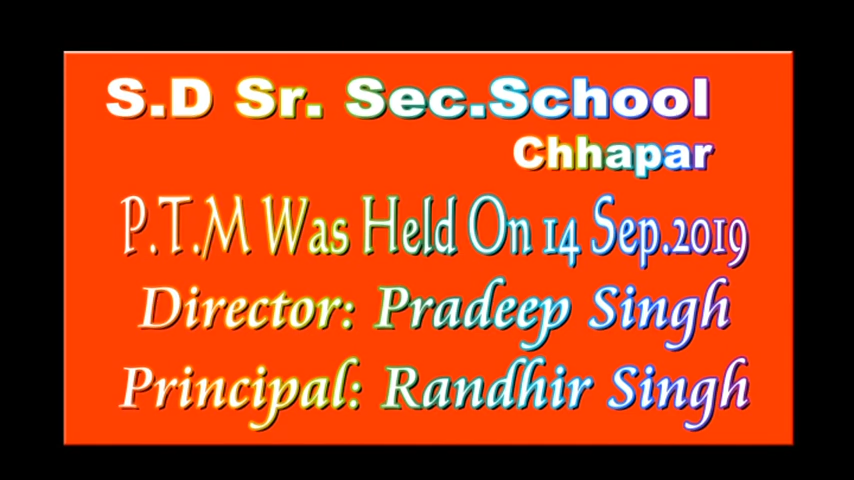 S.D Sr. Sec.School
Chhapar
P.T.M Was Held On 14 Sep.2019
Director: Pradeep Singh
Principal: Randhir Singh